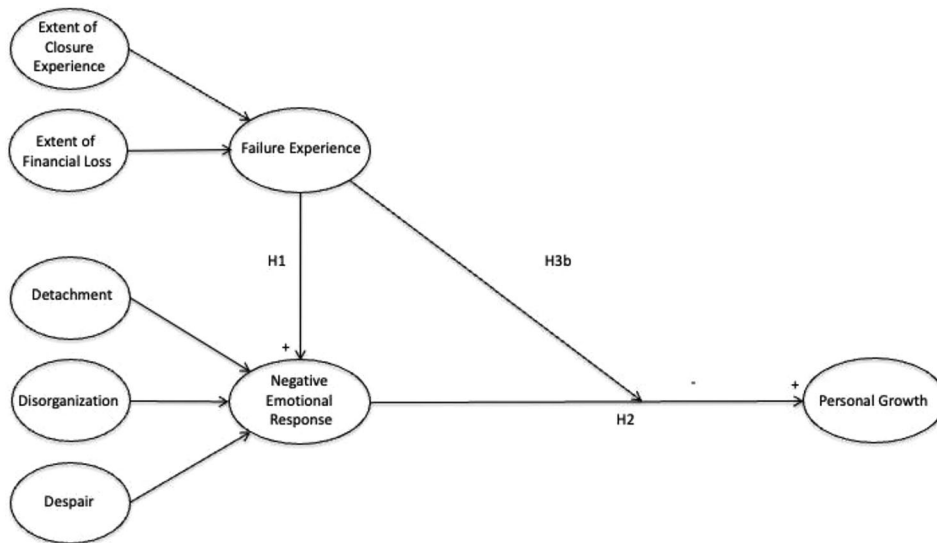 Extent of
Closure
Experience
Extent of
Financial Loss
Failure Experience
H1
H3b
Detachment
+
Negative
Emotional
Response
Disorganization
-
+
Personal Growth
H2
Despair